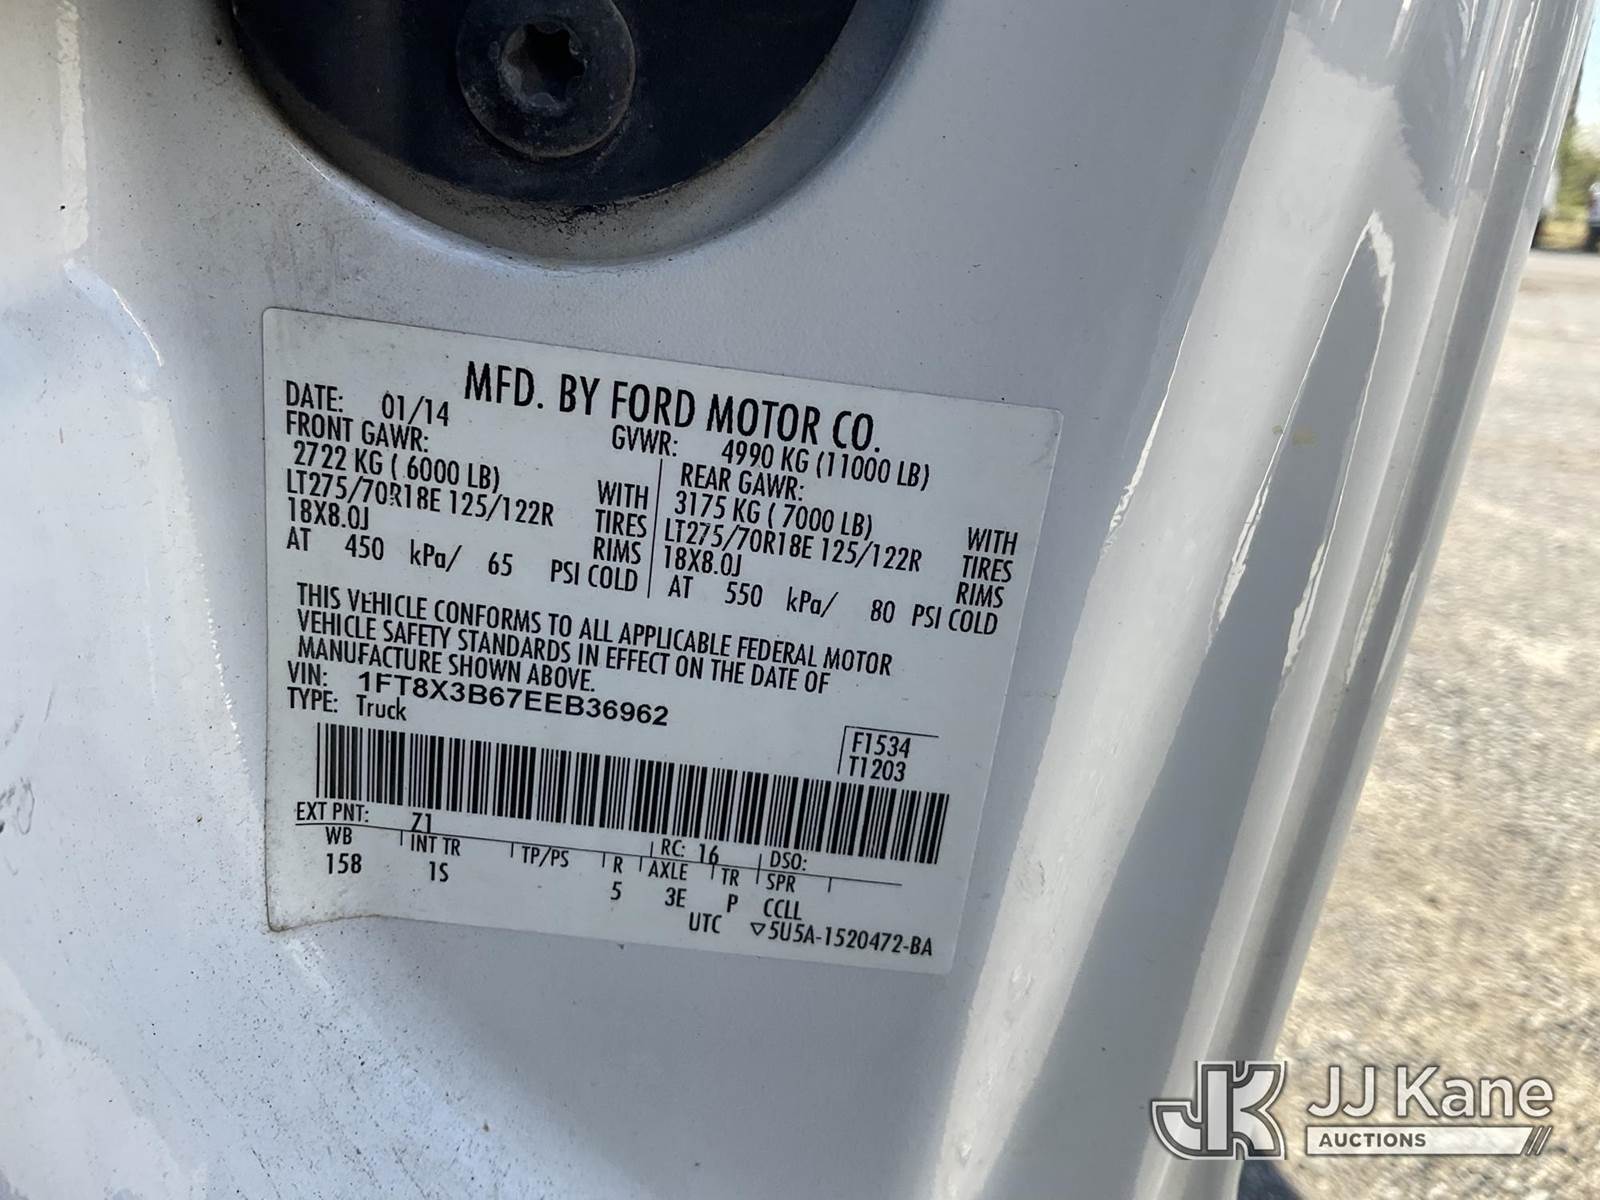 MFD. BY FORD MOTOR CO.
DATE: 01/14 GVWR: 4990 KG (11000 LB)
FRONT GAWR: REAR GAWR:
2722 KG ( 6000 LB) WITH 3175 KG ( 7000 LB) WITH
LT275/70R18E 125/122R TIRES LT275/70R18E 125/122R TIRES
18X8.0J RIMS 18X8.0J RIMS
AT 450 kPa/ 65 PSI COLD AT 550 kPa/ 80 PSI COLD
THIS VEHICLE CONFORMS TO ALL APPLICABLE FEDERAL MOTOR
VEHICLE SAFETY STANDARDS IN EFFECT ON THE DATE OF
MANUFACTURE SHOWN ABOVE.
VIN: 1FT8X3B67EEB36962
TYPE: Truck
F1534
T1203
EXT PNT: Z1 RC: 16 DSO:
WB INT TR TP/PS R AXLE TR SPR
158 1S 5 3E P CCLL
UTC ▽5U5A-1520472-BA
JK JJ Kane
AUCTIONS